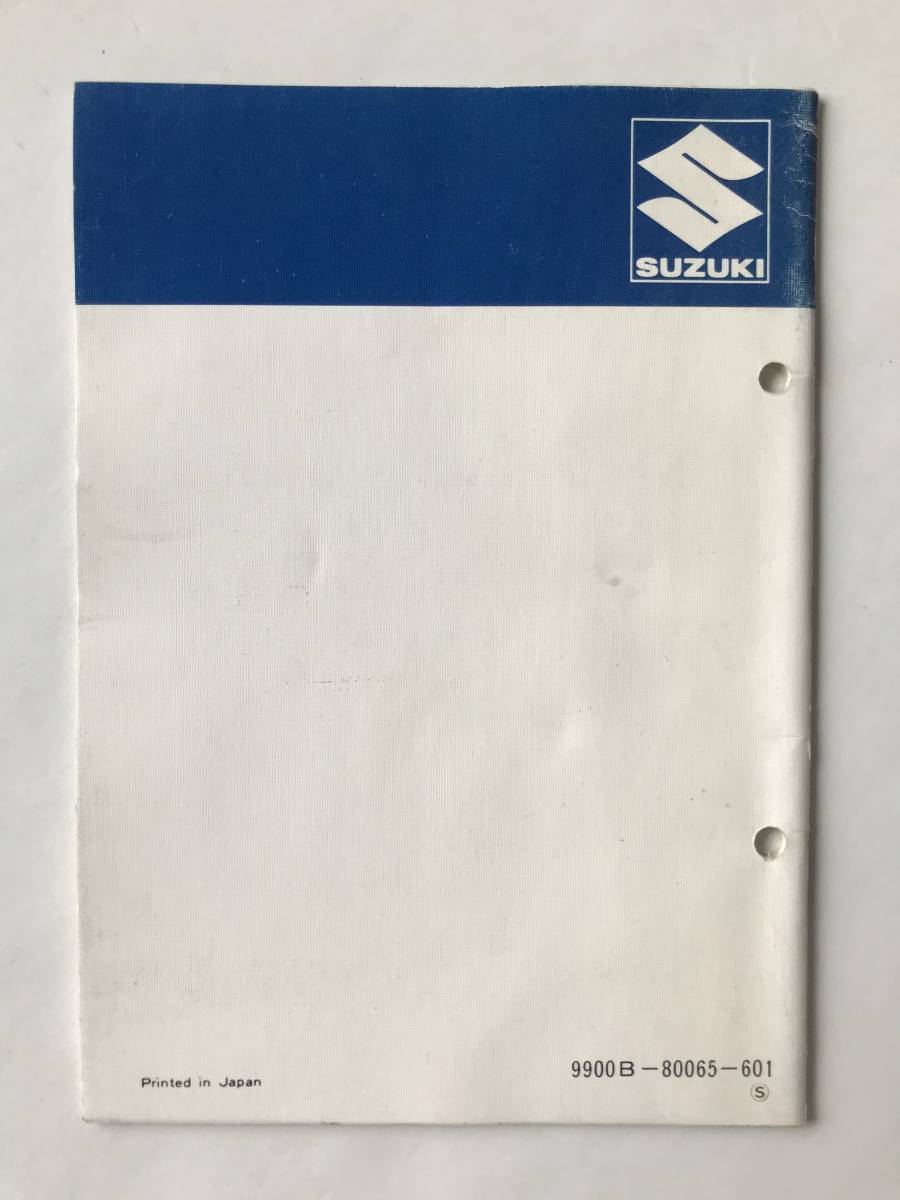 SUZUKI
Printed in Japan
9900B-80065-601
Ⓢ